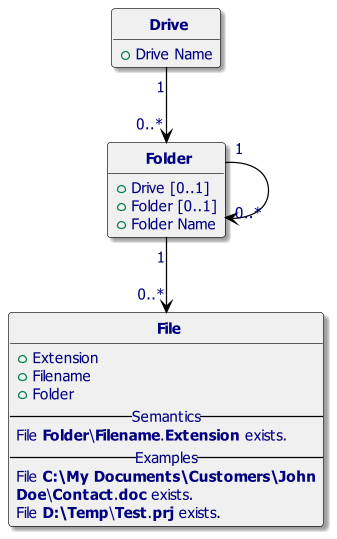 Drive
Drive Name
1
0..*
Folder
1
Drive [0..1]
Folder [0..1]
Folder Name
0..*
1
0..*
File
Extension
Filename
Folder
Semantics
File Folder\Filename.Extension exists.
Examples
File C:\My Documents\Customers\John
Doe\Contact.doc exists.
File D:\Temp\Test.prj exists.